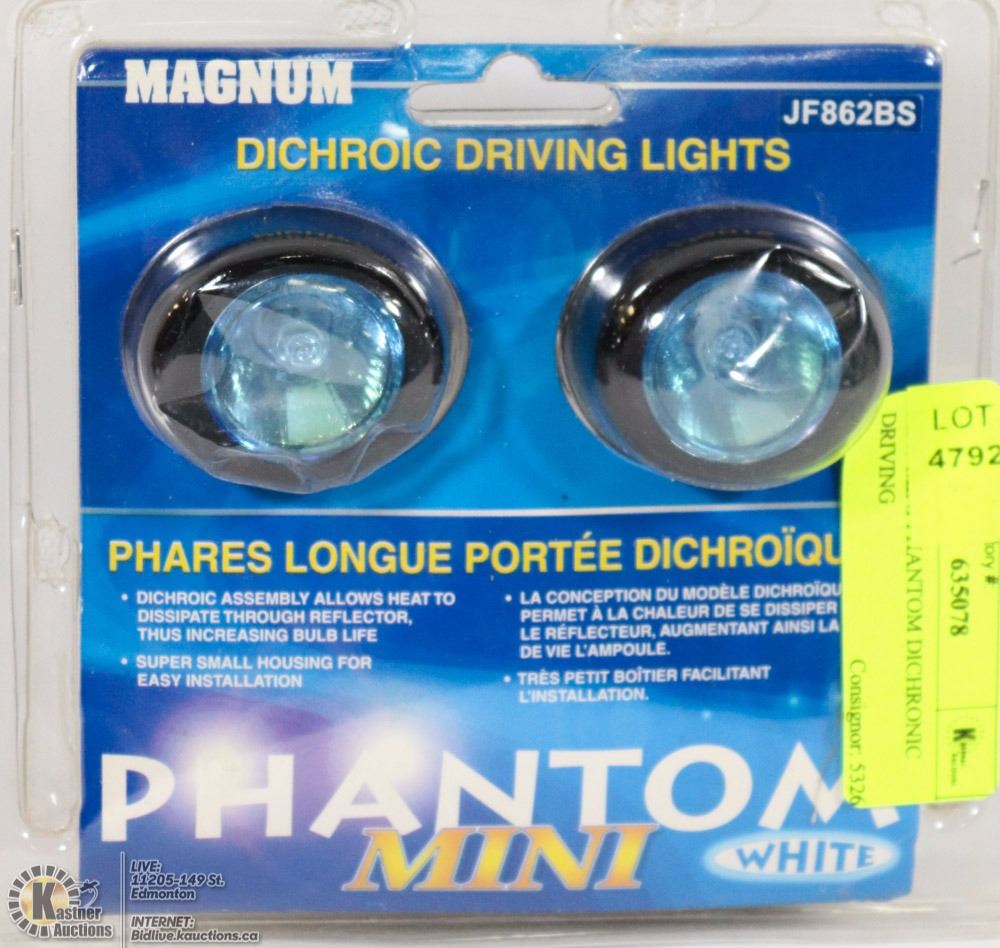 MAGNUM
JF862BS
DICHROIC DRIVING LIGHTS
PHARES LONGUE PORTÉE DICHROÏQU
• DICHROIC ASSEMBLY ALLOWS HEAT TO
DISSIPATE THROUGH REFLECTOR,
THUS INCREASING BULB LIFE
• SUPER SMALL HOUSING FOR
EASY INSTALLATION
• LA CONCEPTION DU MODÈLE DICHROÏQU
PERMET À LA CHALEUR DE SE DISSIPER
LE RÉFLECTEUR, AUGMENTANT AINSI LA
DE VIE L'AMPOULE.
• TRÈS PETIT BOÎTIER FACILITANT
L'INSTALLATION.
PHANTOM
MINI
WHITE
LOT
4792
635078
PHANTOM DICHRONIC
DRIVING
Consignor: 5326
Kastner
Auctions
LIVE:
11205-149 St.
Edmonton
INTERNET:
Bidlive.kauctions.ca